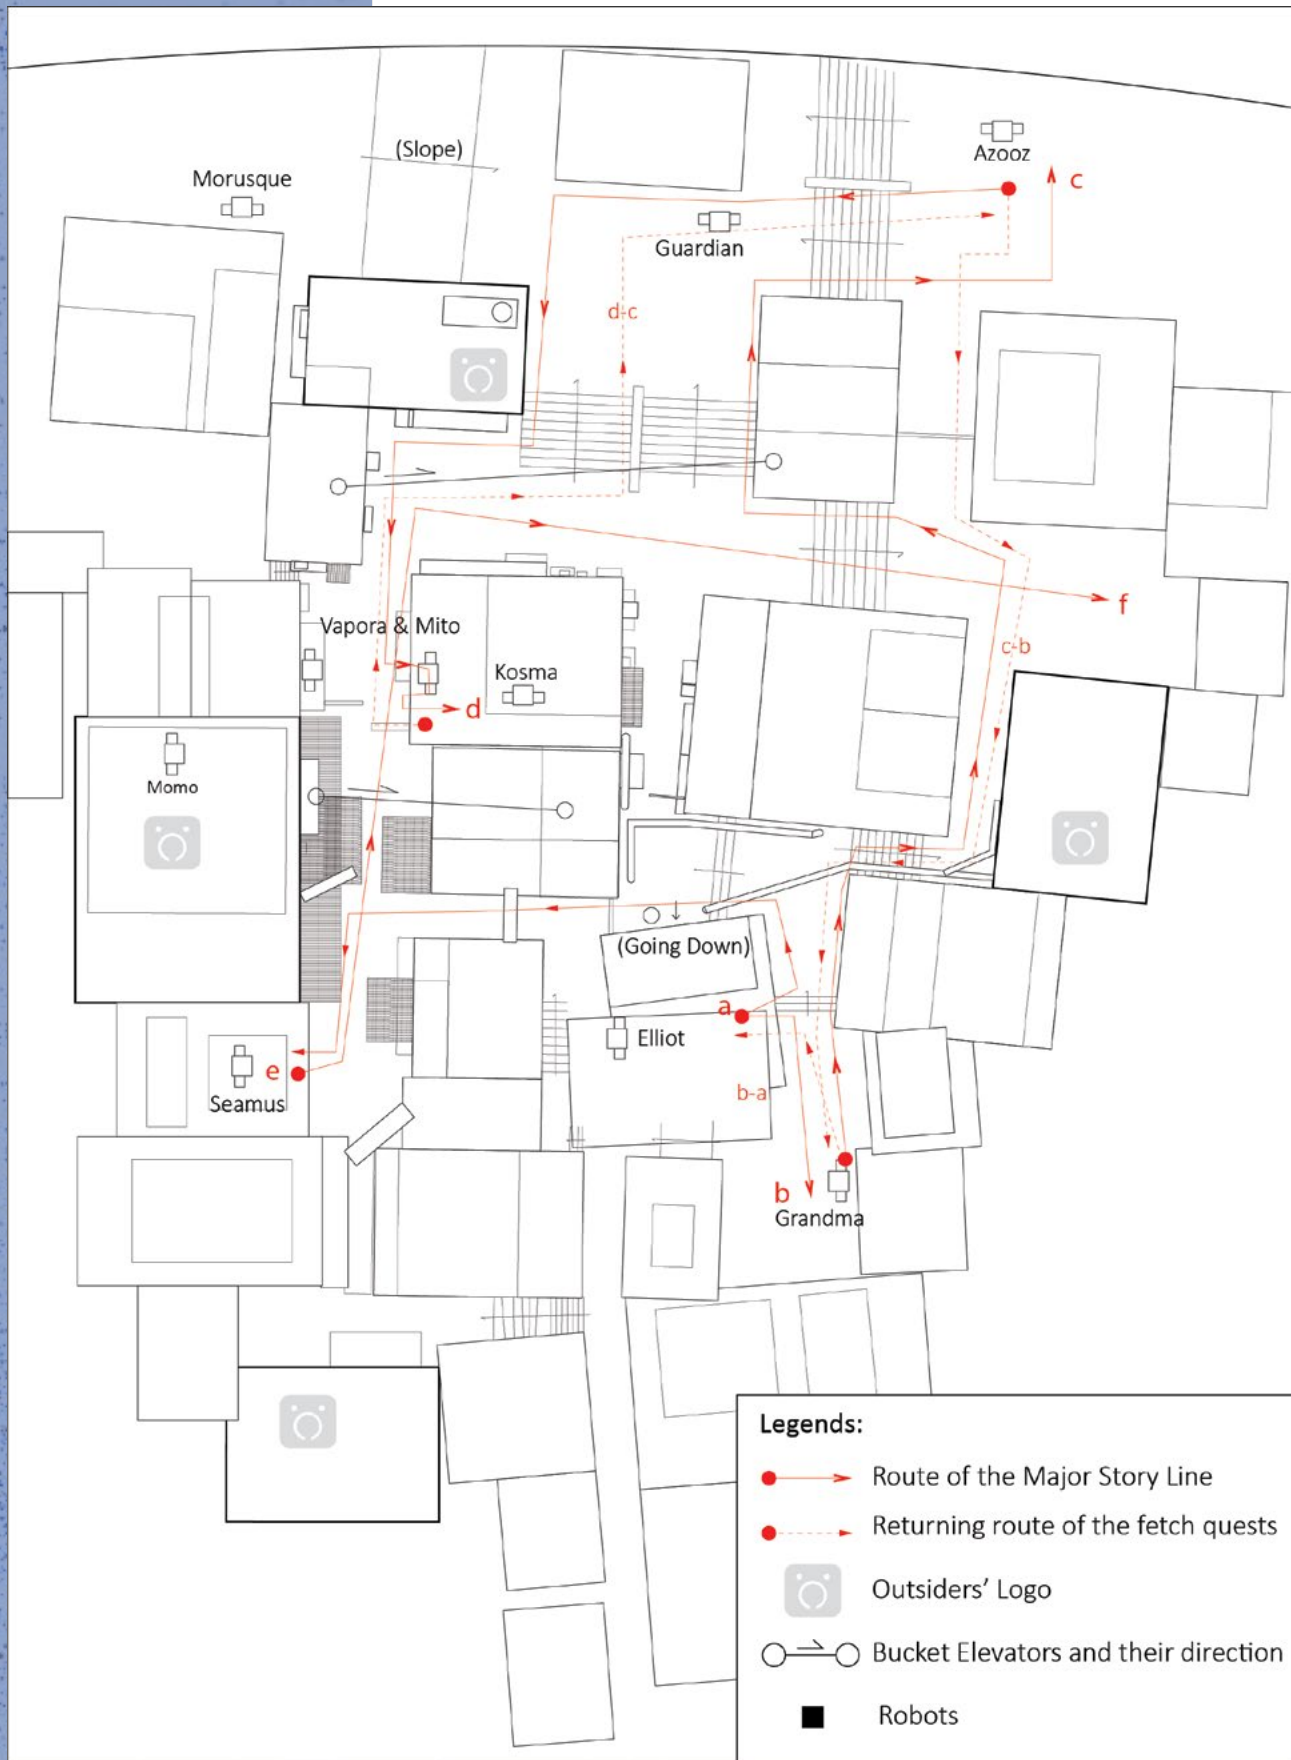 Azooz
(Slope)
c
Morusque
Guardian
d-c
f
Vapora & Mito
c-b
Kosma
d
Momo
(Going Down)
a
Elliot
e
b-a
Seamus
b
Grandma
Legends:
Route of the Major Story Line
Returning route of the fetch quests
Outsiders' Logo
Bucket Elevators and their direction
Robots